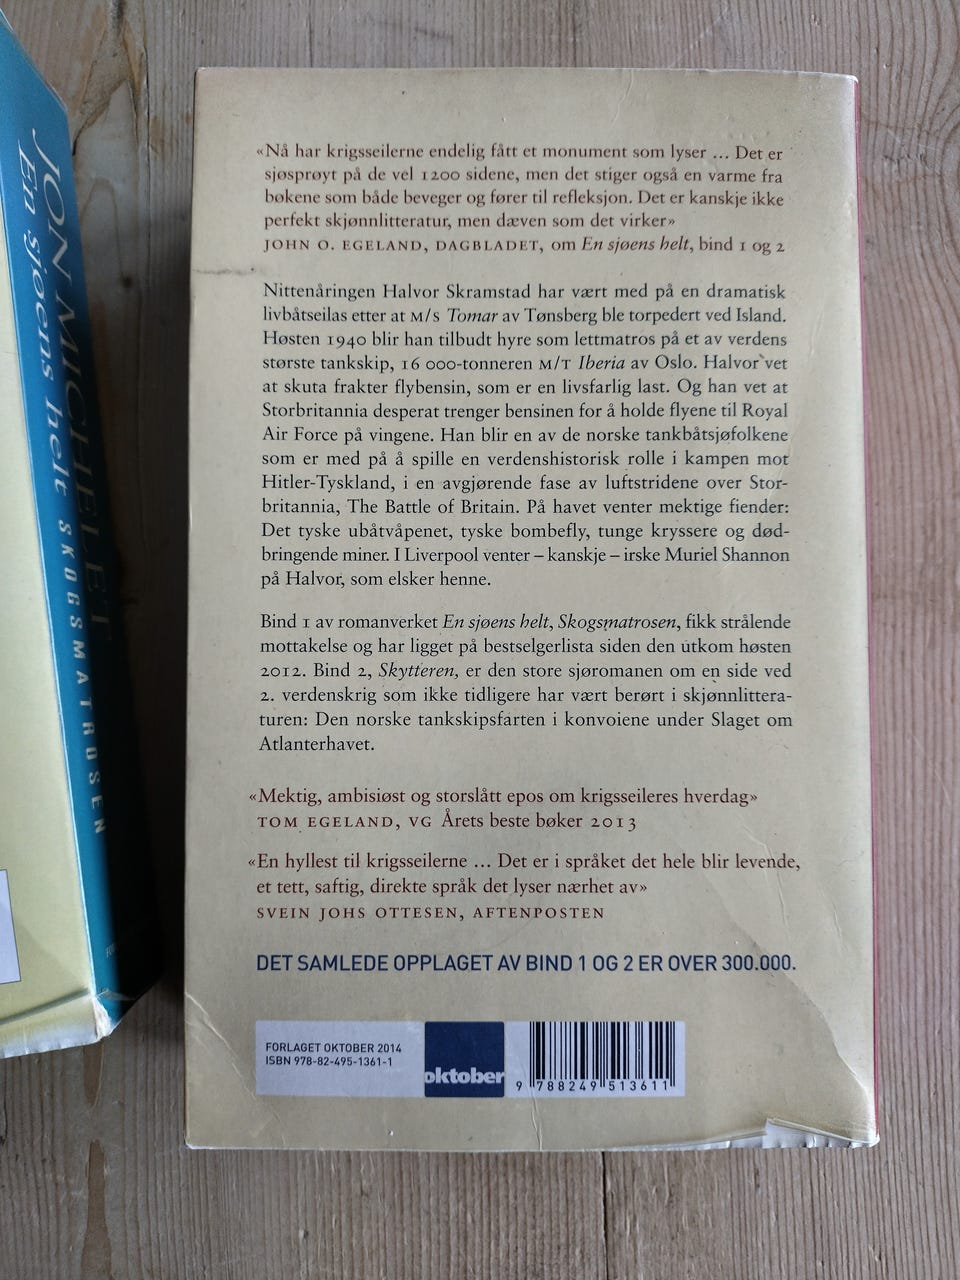 JON MICHELET
En sjøens helt SKOGSMATROSEN
«Nå har krigsseilerne endelig fått et monument som lyser … Det er
sjøsprøyt på de vel 1200 sidene, men det stiger også en varme fra
bøkene som både beveger og fører til refleksjon. Det er kanskje ikke
perfekt skjønnlitteratur, men dæven som det virker»
JOHN O. EGELAND, DAGBLADET, om En sjøens helt, bind 1 og 2
Nittenåringen Halvor Skramstad har vært med på en dramatisk
livbåtseilas etter at M/S Tomar av Tønsberg ble torpedert ved Island.
Høsten 1940 blir han tilbudt hyre som lettmatros på et av verdens
største tankskip, 16 000-tonneren M/T Iberia av Oslo. Halvor vet
at skuta frakter flybensin, som er en livsfarlig last. Og han vet at
Storbritannia desperat trenger bensinen for å holde flyene til Royal
Air Force på vingene. Han blir en av de norske tankbåtsjøfolkene
som er med på å spille en verdenshistorisk rolle i kampen mot
Hitler-Tyskland, i en avgjørende fase av luftstridene over Stor-
britannia, The Battle of Britain. På havet venter mektige fiender:
Det tyske ubåtvåpenet, tyske bombefly, tunge kryssere og død-
bringende miner. I Liverpool venter – kanskje – irske Muriel Shannon
på Halvor, som elsker henne.
Bind 1 av romanverket En sjøens helt, Skogsmatrosen, fikk strålende
mottakelse og har ligget på bestselgerlista siden den utkom høsten
2012. Bind 2, Skytteren, er den store sjøromanen om en side ved
2. verdenskrig som ikke tidligere har vært berørt i skjønnlittera-
turen: Den norske tankskipsfarten i konvoiene under Slaget om
Atlanterhavet.
«Mektig, ambisiøst og storslått epos om krigsseileres hverdag»
TOM EGELAND, VG Årets beste bøker 2013
«En hyllest til krigsseilerne … Det er i språket det hele blir levende,
et tett, saftig, direkte språk det lyser nærhet av»
SVEIN JOHS OTTESEN, AFTENPOSTEN
DET SAMLEDE OPPLAGET AV BIND 1 OG 2 ER OVER 300.000.
FORLAGET OKTOBER 2014
ISBN 978-82-495-1361-1
oktober
9 788249 513611